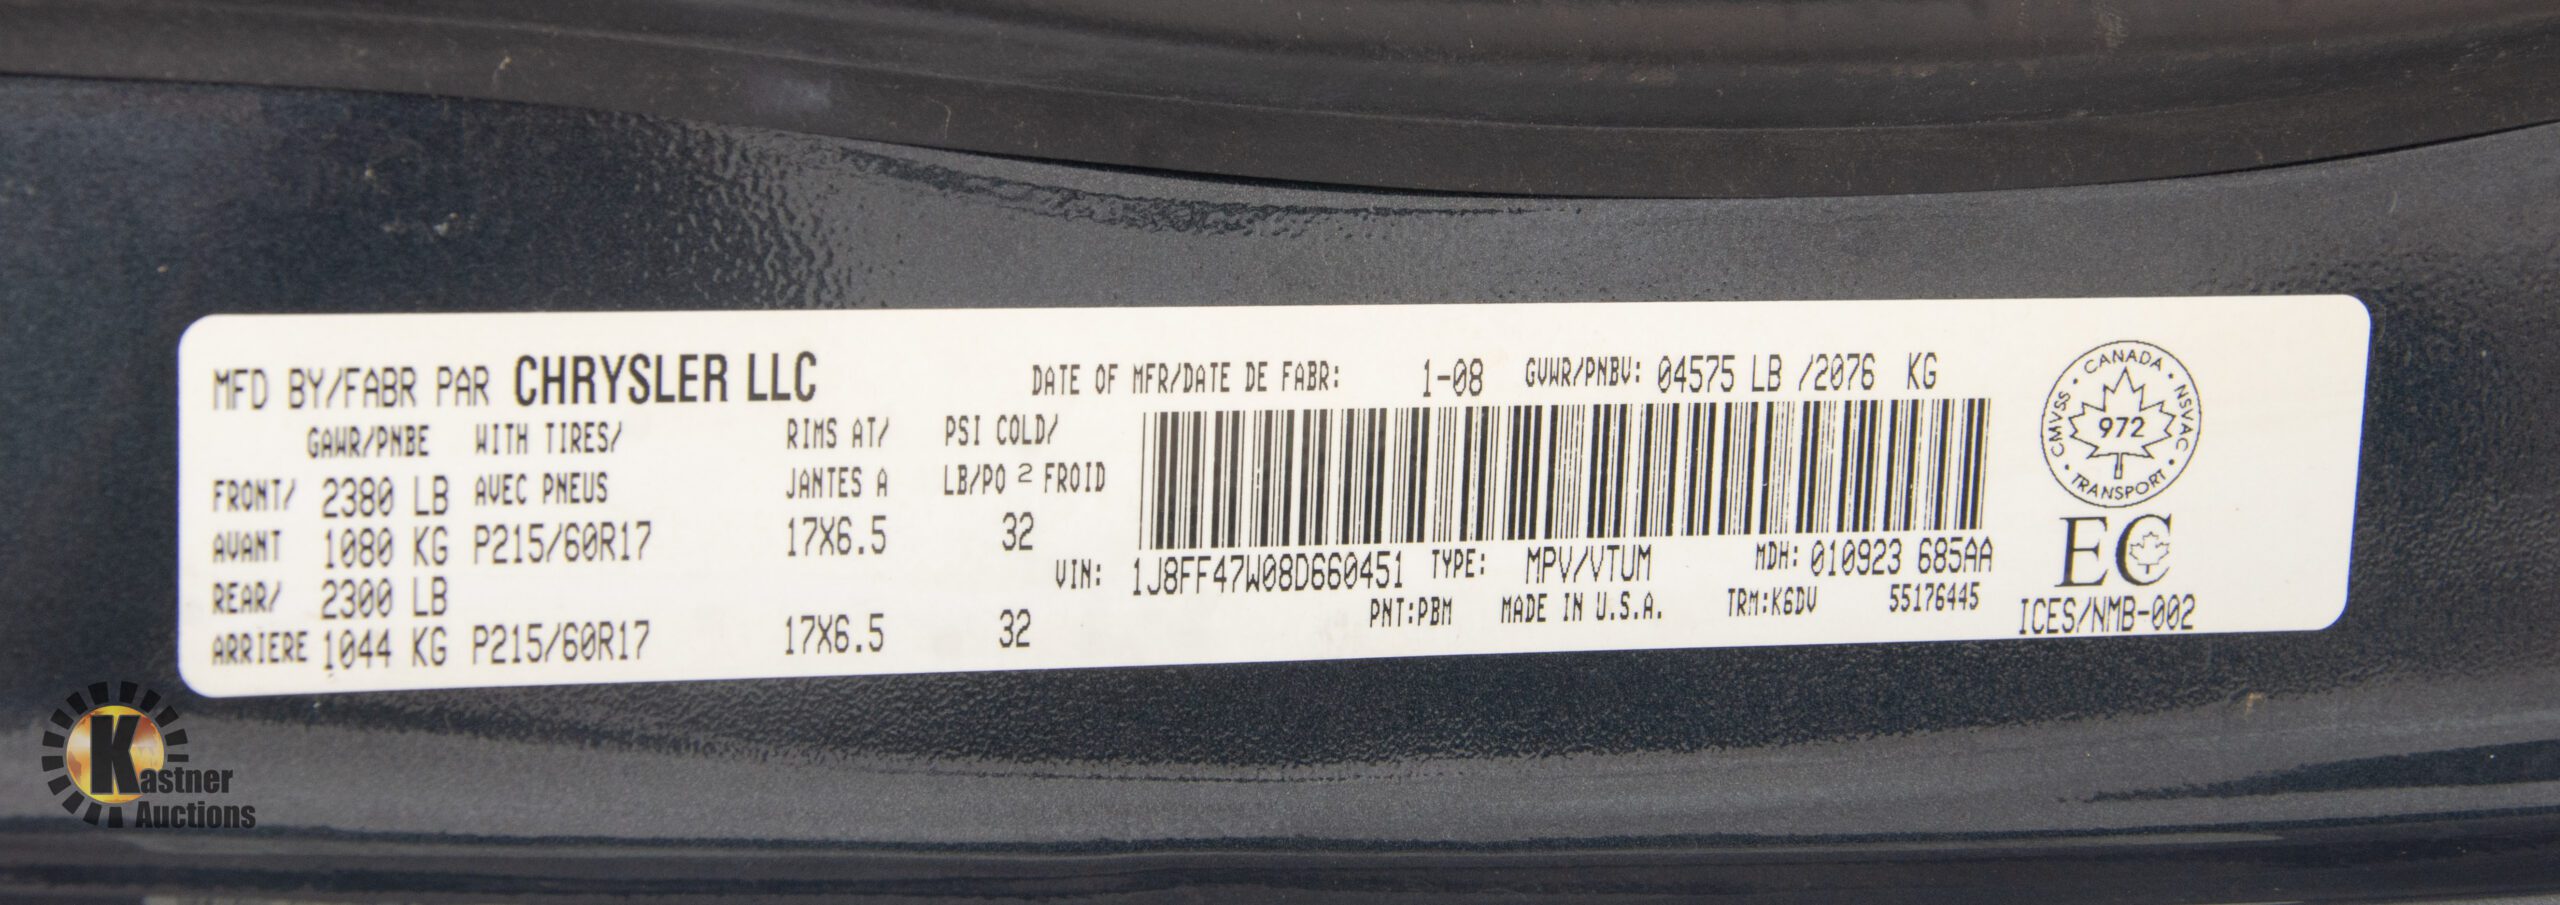 MFD BY/FABR PAR CHRYSLER LLC
DATE OF MFR/DATE DE FABR: 1-08 GVWR/PNBV: 04575 LB /2076 KG
GAWR/PNBE WITH TIRES/ RIMS AT/ PSI COLD/
FRONT/ 2380 LB AVEC PNEUS JANTES A LB/PO 2 FROID
AVANT 1080 KG P215/60R17 17X6.5 32
REAR/ 2300 LB
ARRIERE 1044 KG P215/60R17 17X6.5 32
VIN: 1J8FF47W08D660451 TYPE: MPV/VTUM MDH: 010923 685AA
PNT:PBM MADE IN U.S.A. TRM:K6DV 55176445
CMVSS · CANADA · NSVAC · TRANSPORT ·
972
EC
ICES/NMB-002
Kastner
Auctions